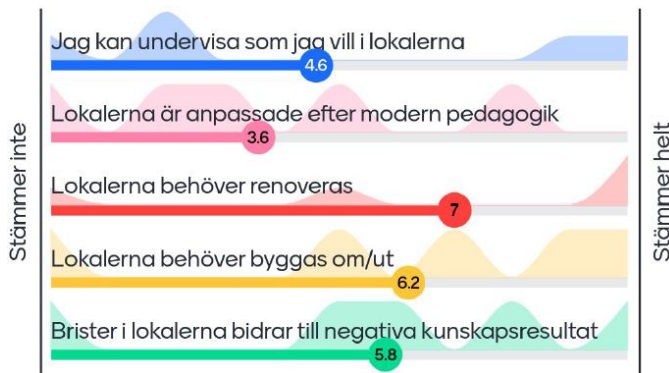 Jag kan undervisa som jag vill i lokalerna
4.6
Lokalerna är anpassade efter modern pedagogik
3.6
Lokalerna behöver renoveras
7
Lokalerna behöver byggas om/ut
6.2
Brister i lokalerna bidrar till negativa kunskapsresultat
5.8
Stämmer inte
Stämmer helt